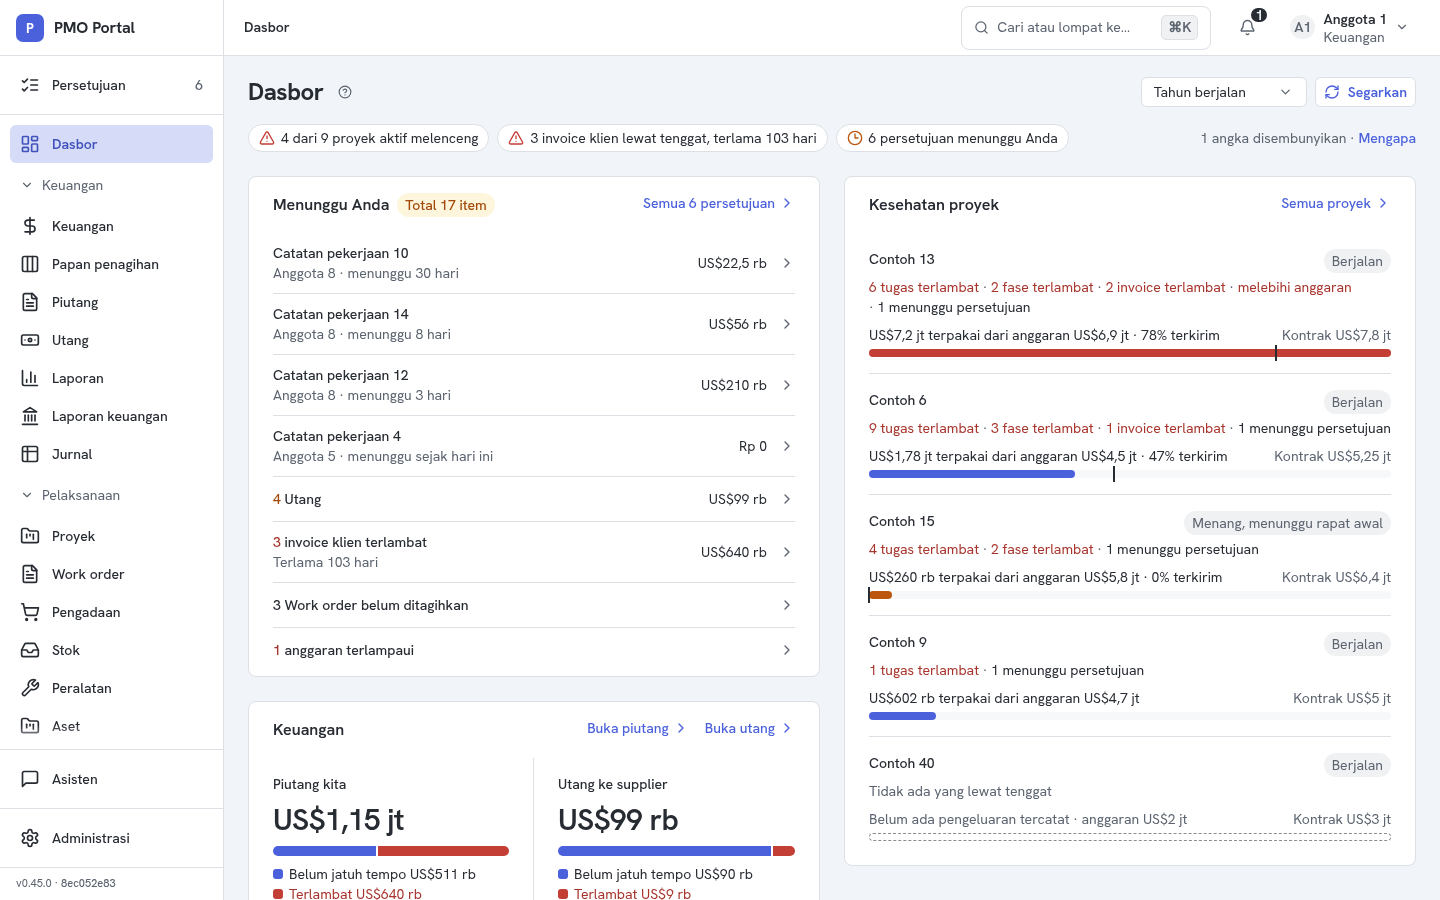 P PMO Portal
Persetujuan 6
Dasbor
Keuangan
Keuangan
Papan penagihan
Piutang
Utang
Laporan
Laporan keuangan
Jurnal
Pelaksanaan
Proyek
Work order
Pengadaan
Stok
Peralatan
Aset
Asisten
Administrasi
v0.45.0 · 8ec052e83
Dasbor
Cari atau lompat ke... ⌘K
1
A1
Anggota 1
Keuangan
Dasbor
Tahun berjalan
Segarkan
4 dari 9 proyek aktif melenceng
3 invoice klien lewat tenggat, terlama 103 hari
6 persetujuan menunggu Anda
1 angka disembunyikan · Mengapa
Menunggu Anda Total 17 item Semua 6 persetujuan
Catatan pekerjaan 10
Anggota 8 · menunggu 30 hari
US$22,5 rb
Catatan pekerjaan 14
Anggota 8 · menunggu 8 hari
US$56 rb
Catatan pekerjaan 12
Anggota 8 · menunggu 3 hari
US$210 rb
Catatan pekerjaan 4
Anggota 5 · menunggu sejak hari ini
Rp 0
4 Utang US$99 rb
3 invoice klien terlambat
Terlama 103 hari
US$640 rb
3 Work order belum ditagihkan
1 anggaran terlampaui
Keuangan Buka piutang Buka utang
Piutang kita
US$1,15 jt
Belum jatuh tempo US$511 rb
Terlambat US$640 rb
Utang ke supplier
US$99 rb
Belum jatuh tempo US$90 rb
Terlambat US$9 rb
Kesehatan proyek Semua proyek
Contoh 13 Berjalan
6 tugas terlambat · 2 fase terlambat · 2 invoice terlambat · melebihi anggaran
· 1 menunggu persetujuan
US$7,2 jt terpakai dari anggaran US$6,9 jt · 78% terkirim Kontrak US$7,8 jt
Contoh 6 Berjalan
9 tugas terlambat · 3 fase terlambat · 1 invoice terlambat · 1 menunggu persetujuan
US$1,78 jt terpakai dari anggaran US$4,5 jt · 47% terkirim Kontrak US$5,25 jt
Contoh 15 Menang, menunggu rapat awal
4 tugas terlambat · 2 fase terlambat · 1 menunggu persetujuan
US$260 rb terpakai dari anggaran US$5,8 jt · 0% terkirim Kontrak US$6,4 jt
Contoh 9 Berjalan
1 tugas terlambat · 1 menunggu persetujuan
US$602 rb terpakai dari anggaran US$4,7 jt Kontrak US$5 jt
Contoh 40 Berjalan
Tidak ada yang lewat tenggat
Belum ada pengeluaran tercatat · anggaran US$2 jt Kontrak US$3 jt